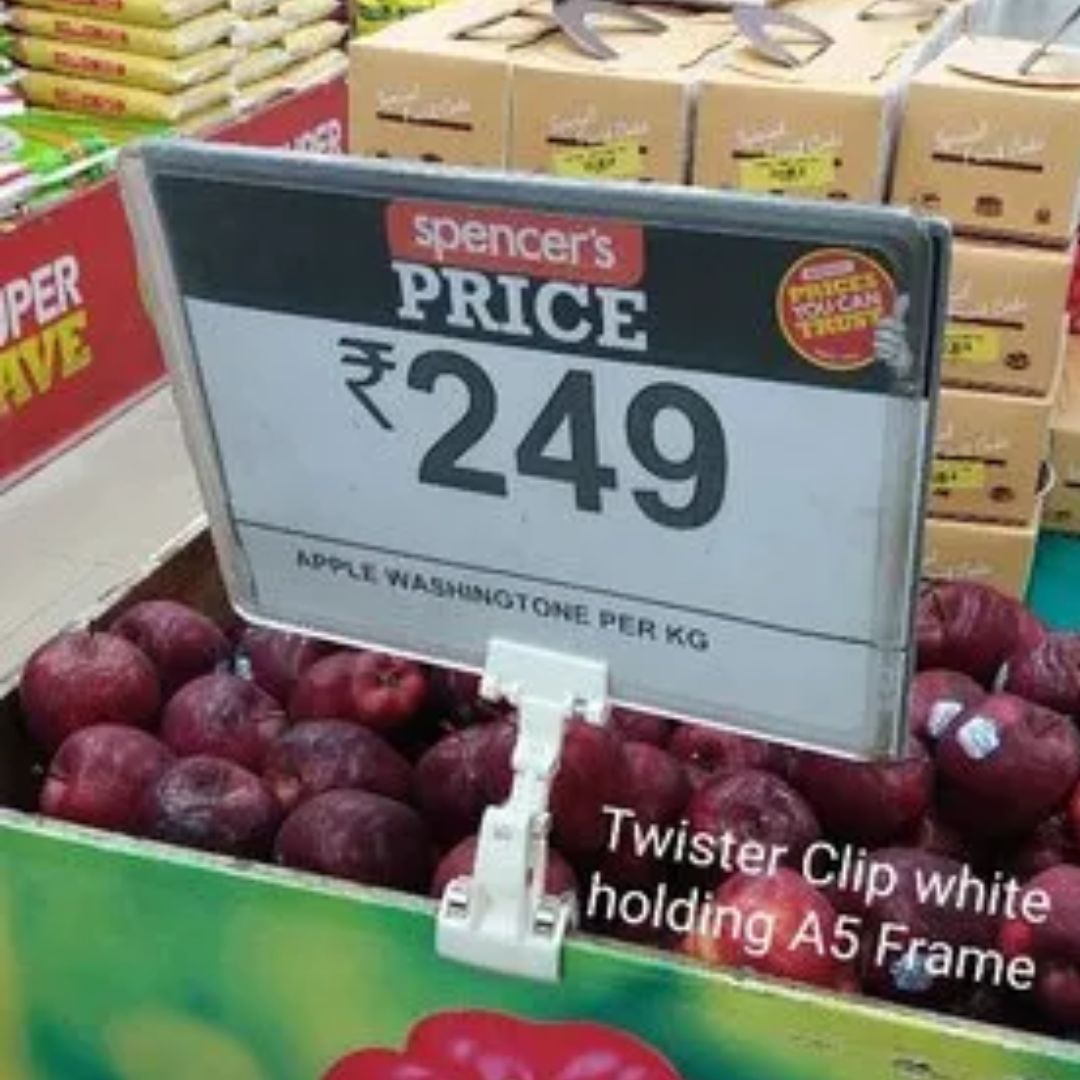 spencer's
PRICE
PRICES
YOU CAN
TRUST
₹249
APPLE WASHINGTONE PER KG
UPER
AVE
Twister Clip white
holding A5 Frame